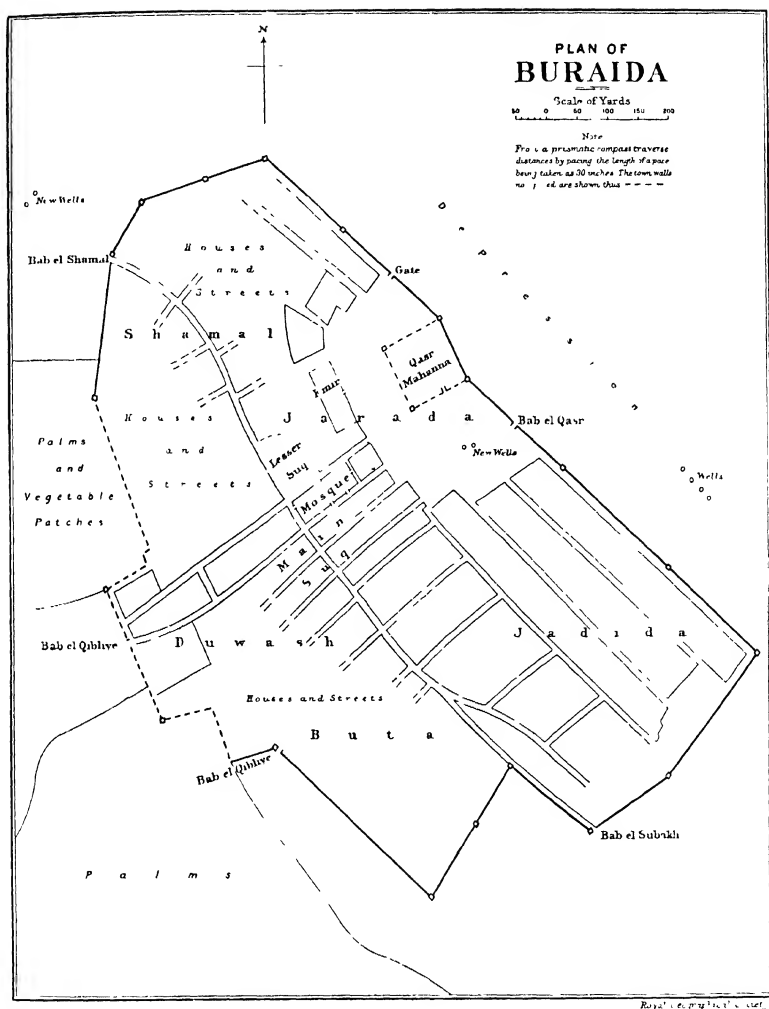 N
PLAN OF
BURAIDA
Scale of Yards
50 0 50 100 150 200
Note
a prismatic compass traverse
distances by pacing the length of a pace
being taken as 30 inches The town walls
are shown thus
New Wells
Bab el Shamal
Houses
and
Streets
Shamal
Gate
Depression
Qasr
Mahanna
Emir
Jarada
Bab el Qasr
New Wells
Wells
Houses
and
Streets
Palms
and
Vegetable
Patches
Lesser
Suq
Mosque
Main
Suq
Bab el Qiblive
Duwash
Jadida
Houses and Streets
Buta
Bab el Qiblive
Bab el Subakh
Palms
Royal